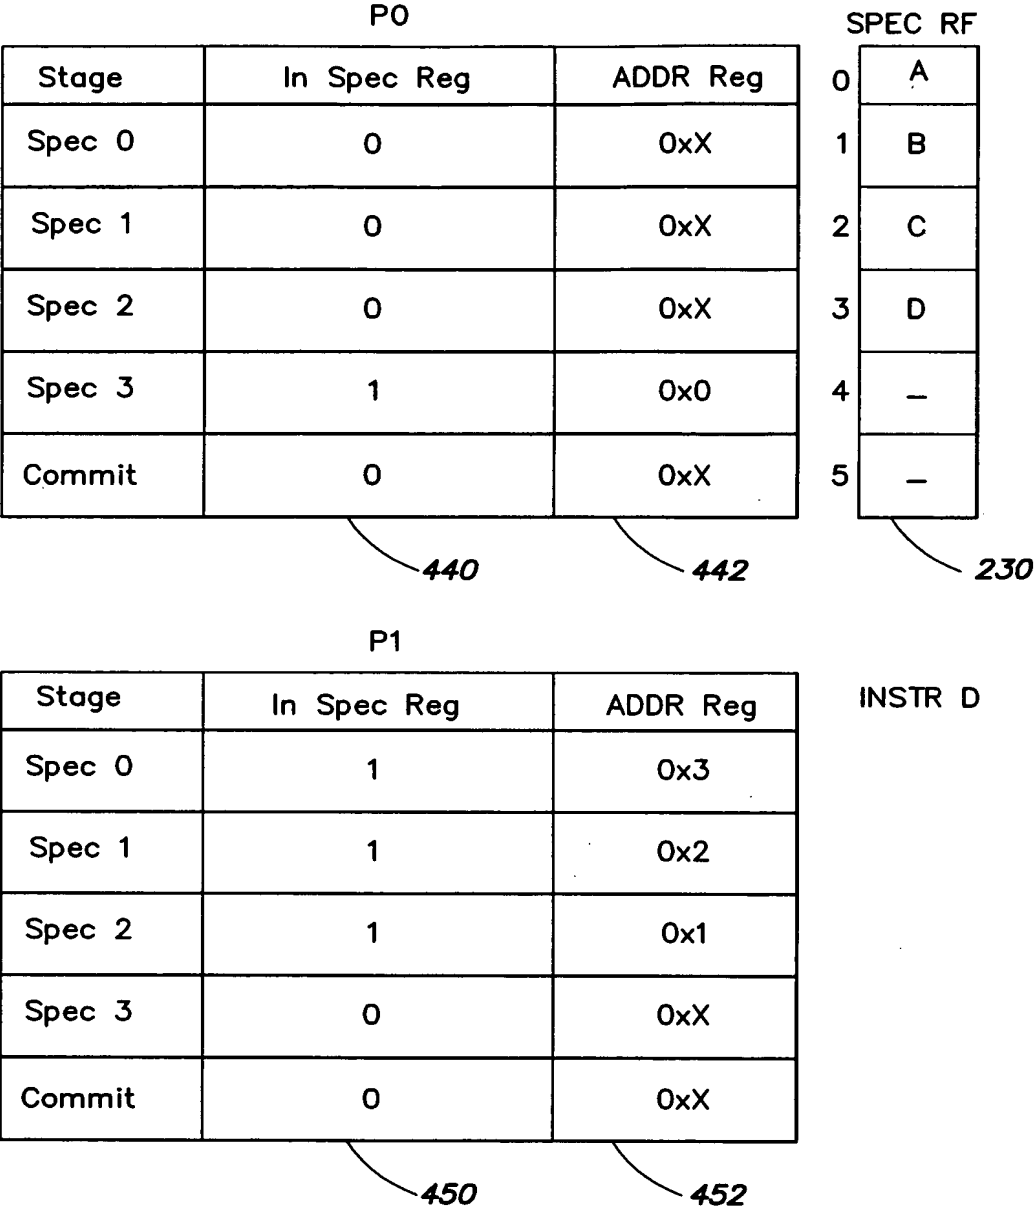 P0
SPEC RF
Stage In Spec Reg ADDR Reg 0 A
Spec 0 0 0xX 1 B
Spec 1 0 0xX 2 C
Spec 2 0 0xX 3 D
Spec 3 1 0x0 4 –
Commit 0 0xX 5 –
440 442 230
P1
Stage In Spec Reg ADDR Reg INSTR D
Spec 0 1 0x3
Spec 1 1 0x2
Spec 2 1 0x1
Spec 3 0 0xX
Commit 0 0xX
450 452